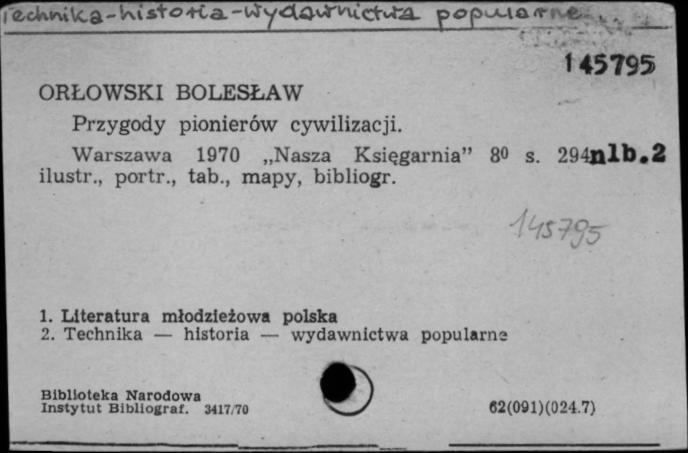 Technika-historia-wydawnictwa popularne
145795
ORŁOWSKI BOLESŁAW
Przygody pionierów cywilizacji.
Warszawa 1970 „Nasza Księgarnia” 8⁰ s. 294 nlb.2
ilustr., portr., tab., mapy, bibliogr.
145795
1. Literatura młodzieżowa polska
2. Technika — historia — wydawnictwa popularne
Biblioteka Narodowa
Instytut Bibliograf. 3417/70
62(091)(024.7)